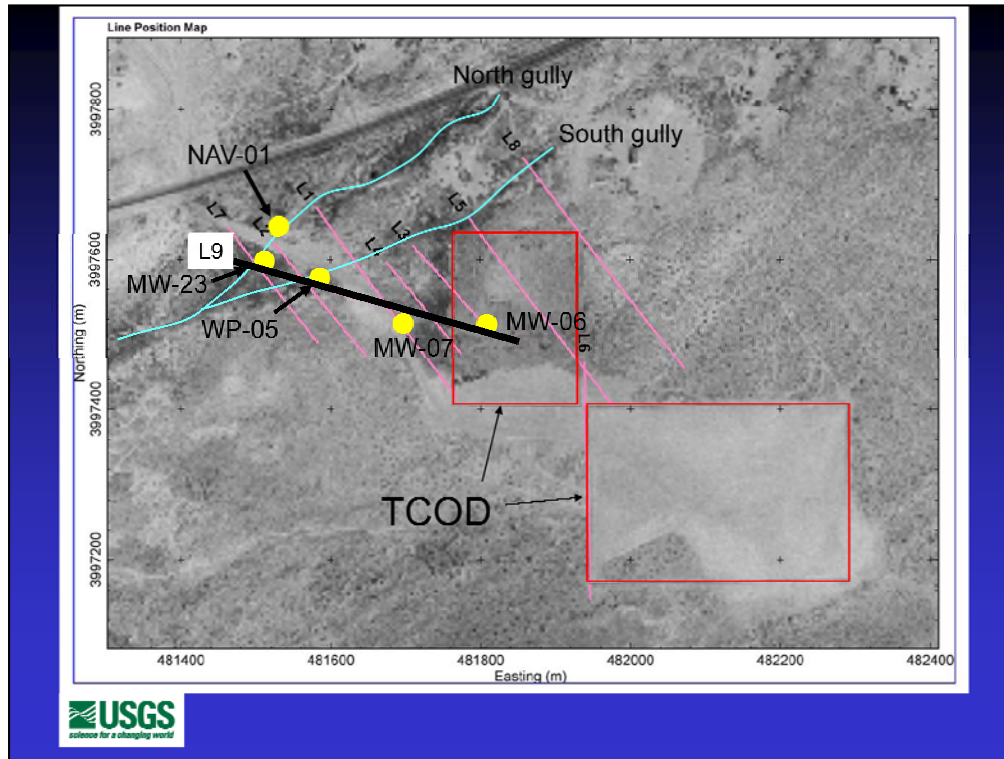 Line Position Map
North gully
South gully
NAV-01
L8
L1
L7
L5
L2
L3
L4
L9
MW-23
WP-05
MW-06
MW-07
L6
TCOD
3997800
3997600
3997400
3997200
Northing (m)
481400 481600 481800 482000 482200 482400
Easting (m)
USGS
science for a changing world